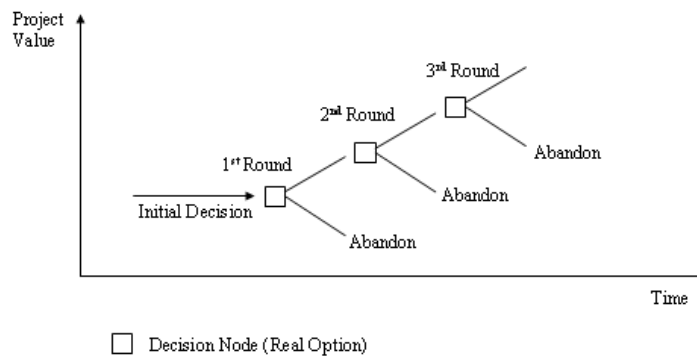 Project
Value
3rd Round
2nd Round
Abandon
1st Round
Abandon
Initial Decision
Abandon
Time
Decision Node (Real Option)